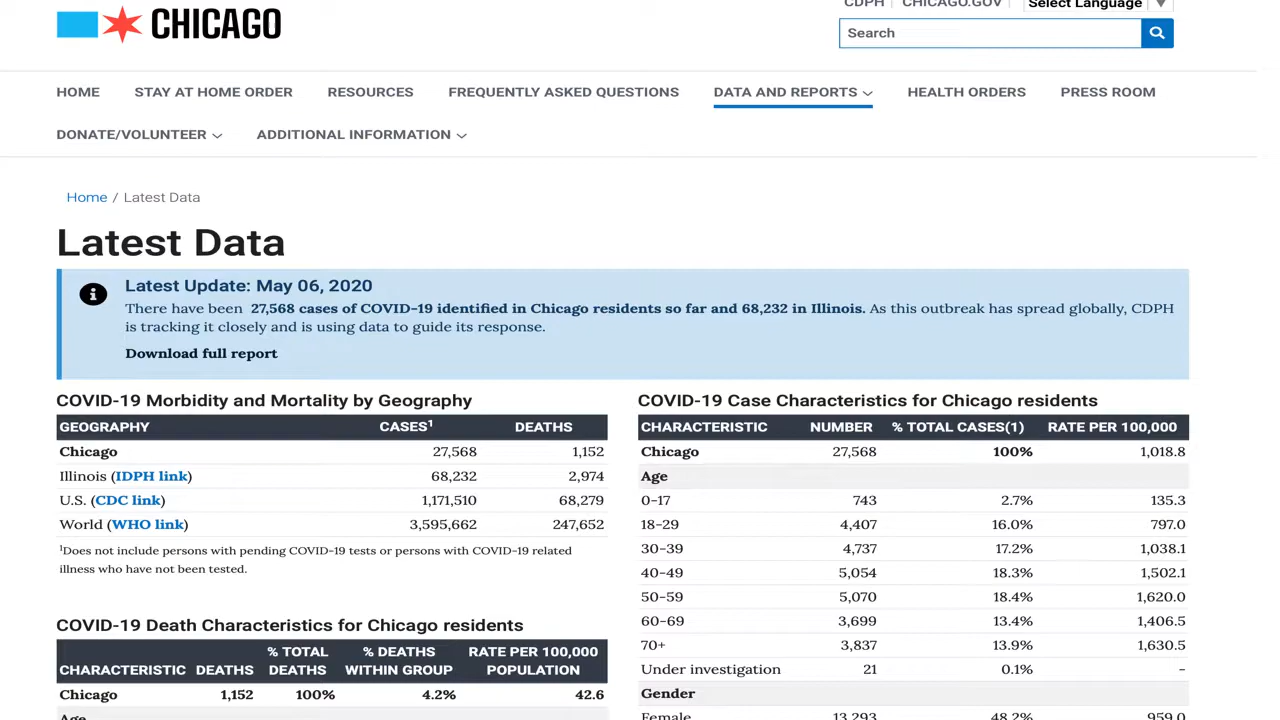 CHICAGO
CDPH CHICAGO.GOV Select Language
Search
HOME STAY AT HOME ORDER RESOURCES FREQUENTLY ASKED QUESTIONS DATA AND REPORTS HEALTH ORDERS PRESS ROOM
DONATE/VOLUNTEER ADDITIONAL INFORMATION
Home / Latest Data
Latest Data
Latest Update: May 06, 2020
There have been 27,568 cases of COVID-19 identified in Chicago residents so far and 68,232 in Illinois. As this outbreak has spread globally, CDPH
is tracking it closely and is using data to guide its response.
Download full report
COVID-19 Morbidity and Mortality by Geography
GEOGRAPHY CASES¹ DEATHS
Chicago 27,568 1,152
Illinois (IDPH link) 68,232 2,974
U.S. (CDC link) 1,171,510 68,279
World (WHO link) 3,595,662 247,652
¹Does not include persons with pending COVID-19 tests or persons with COVID-19 related
illness who have not been tested.
COVID-19 Death Characteristics for Chicago residents
CHARACTERISTIC DEATHS % TOTAL DEATHS % DEATHS WITHIN GROUP RATE PER 100,000 POPULATION
Chicago 1,152 100% 4.2% 42.6
Age
COVID-19 Case Characteristics for Chicago residents
CHARACTERISTIC NUMBER % TOTAL CASES(1) RATE PER 100,000
Chicago 27,568 100% 1,018.8
Age
0-17 743 2.7% 135.3
18-29 4,407 16.0% 797.0
30-39 4,737 17.2% 1,038.1
40-49 5,054 18.3% 1,502.1
50-59 5,070 18.4% 1,620.0
60-69 3,699 13.4% 1,406.5
70+ 3,837 13.9% 1,630.5
Under investigation 21 0.1% –
Gender
Female 13,293 48.2% 959.0